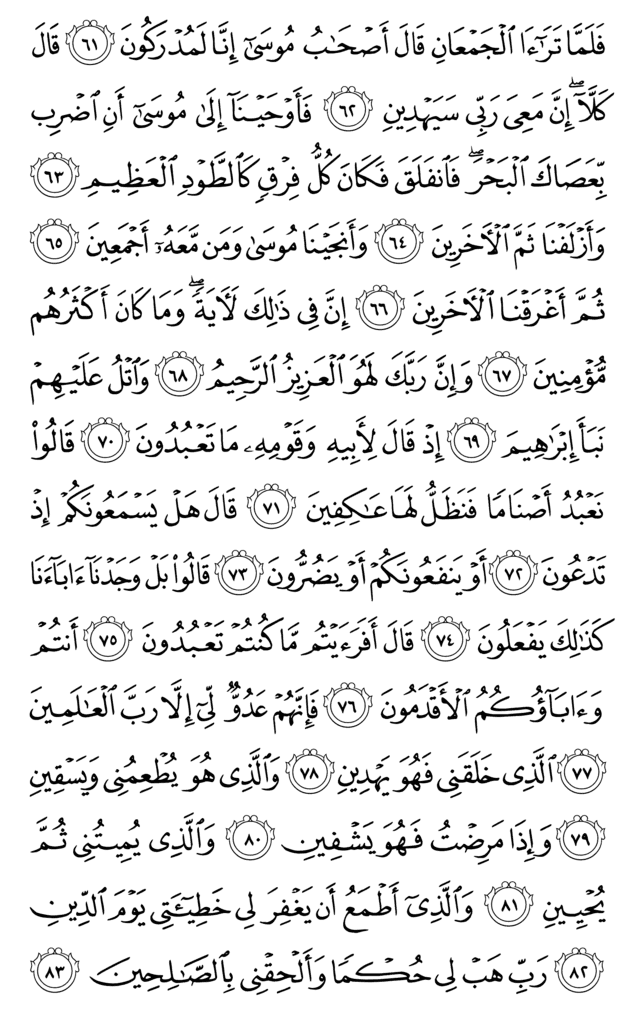 فَلَمَّا تَرَٰٓءَا ٱلۡجَمۡعَانِ قَالَ أَصۡحَٰبُ مُوسَىٰٓ إِنَّا لَمُدۡرَكُونَ ٦١ قَالَ
كَلَّآۖ إِنَّ مَعِيَ رَبِّي سَيَهۡدِينِ ٦٢ فَأَوۡحَيۡنَآ إِلَىٰ مُوسَىٰٓ أَنِ ٱضۡرِب
بِّعَصَاكَ ٱلۡبَحۡرَۖ فَٱنفَلَقَ فَكَانَ كُلُّ فِرۡقٖ كَٱلطَّوۡدِ ٱلۡعَظِيمِ ٦٣
وَأَزۡلَفۡنَا ثَمَّ ٱلۡأٓخَرِينَ ٦٤ وَأَنجَيۡنَا مُوسَىٰ وَمَن مَّعَهُۥٓ أَجۡمَعِينَ ٦٥
ثُمَّ أَغۡرَقۡنَا ٱلۡأٓخَرِينَ ٦٦ إِنَّ فِي ذَٰلِكَ لَأٓيَةٗۖ وَمَا كَانَ أَكۡثَرُهُم
مُّؤۡمِنِينَ ٦٧ وَإِنَّ رَبَّكَ لَهُوَ ٱلۡعَزِيزُ ٱلرَّحِيمُ ٦٨ وَٱتۡلُ عَلَيۡهِمۡ
نَبَأَ إِبۡرَٰهِيمَ ٦٩ إِذۡ قَالَ لِأَبِيهِ وَقَوۡمِهِۦ مَا تَعۡبُدُونَ ٧٠ قَالُواْ
نَعۡبُدُ أَصۡنَامٗا فَنَظَلُّ لَهَا عَٰكِفِينَ ٧١ قَالَ هَلۡ يَسۡمَعُونَكُمۡ إِذۡ
تَدۡعُونَ ٧٢ أَوۡ يَنفَعُونَكُمۡ أَوۡ يَضُرُّونَ ٧٣ قَالُواْ بَلۡ وَجَدۡنَآ ءَابَآءَنَا
كَذَٰلِكَ يَفۡعَلُونَ ٧٤ قَالَ أَفَرَءَيۡتُم مَّا كُنتُمۡ تَعۡبُدُونَ ٧٥ أَنتُمۡ
وَءَابَآؤُكُمُ ٱلۡأَقۡدَمُونَ ٧٦ فَإِنَّهُمۡ عَدُوّٞ لِّيٓ إِلَّا رَبَّ ٱلۡعَٰلَمِينَ
٧٧ ٱلَّذِي خَلَقَنِي فَهُوَ يَهۡدِينِ ٧٨ وَٱلَّذِي هُوَ يُطۡعِمُنِي وَيَسۡقِينِ
٧٩ وَإِذَا مَرِضۡتُ فَهُوَ يَشۡفِينِ ٨٠ وَٱلَّذِي يُمِيتُنِي ثُمَّ
يُحۡيِينِ ٨١ وَٱلَّذِيٓ أَطۡمَعُ أَن يَغۡفِرَ لِي خَطِيٓـَٔتِي يَوۡمَ ٱلدِّينِ
٨٢ رَبِّ هَبۡ لِي حُكۡمٗا وَأَلۡحِقۡنِي بِٱلصَّٰلِحِينَ ٨٣